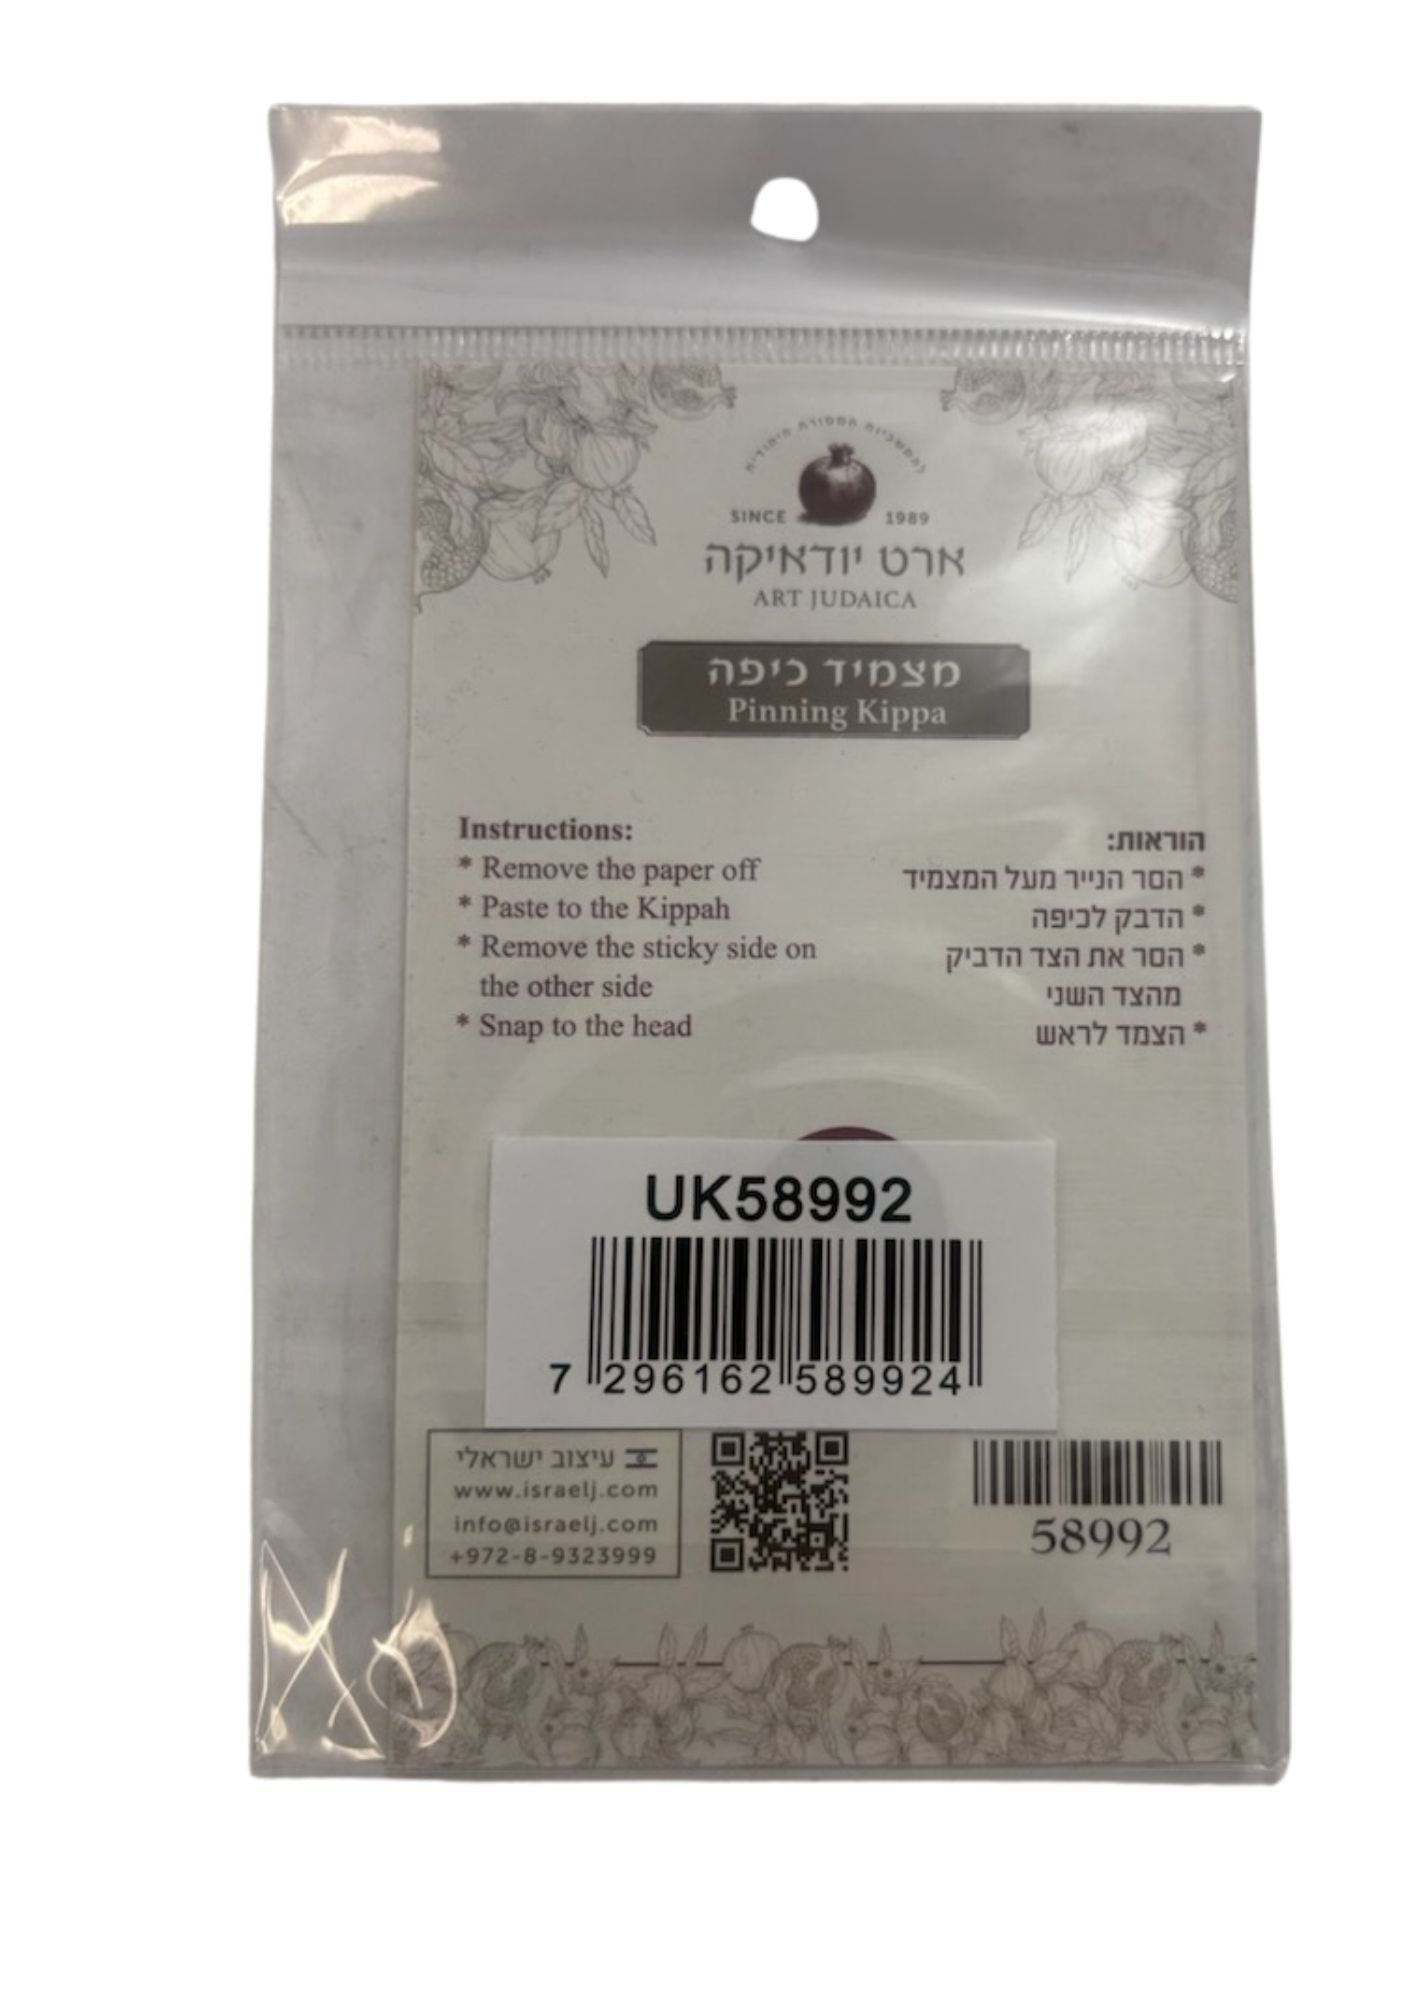 להמשכיות המסורת היהודית
SINCE 1989
ארט יודאיקה
ART JUDAICA
מצמיד כיפה
Pinning Kippa
Instructions:
* Remove the paper off
* Paste to the Kippah
* Remove the sticky side on
the other side
* Snap to the head
הוראות:
* הסר הנייר מעל המצמיד
* הדבק לכיפה
* הסר את הצד הדביק
מהצד השני
* הצמד לראש
UK58992
7 296162 589924
עיצוב ישראלי
www.israelj.com
info@israelj.com
+972-8-9323999
58992